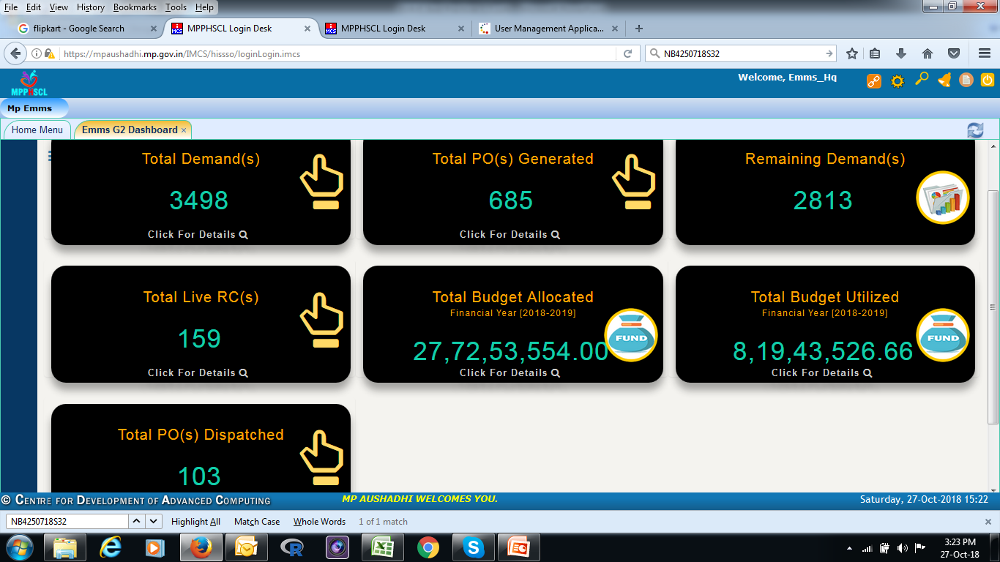 File Edit View History Bookmarks Tools Help
flipkart - Google Search
MPPHSCL Login Desk
MPPHSCL Login Desk
User Management Applica...
https://mpaushadhi.mp.gov.in/IMCS/hissso/loginLogin.imcs
NB4250718S32
MPPHSCL
Welcome, Emms_Hq
Mp Emms
Home Menu
Emms G2 Dashboard
Total Demand(s)
3498
Click For Details
Total PO(s) Generated
685
Click For Details
Remaining Demand(s)
2813
Total Live RC(s)
159
Click For Details
Total Budget Allocated
Financial Year [2018-2019]
27,72,53,554.00
FUND
Click For Details
Total Budget Utilized
Financial Year [2018-2019]
8,19,43,526.66
FUND
Click For Details
Total PO(s) Dispatched
103
© Centre for Development of Advanced Computing
MP AUSHADHI WELCOMES YOU.
Saturday, 27-Oct-2018 15:22
NB4250718S32
Highlight All
Match Case
Whole Words
1 of 1 match
3:23 PM
27-Oct-18